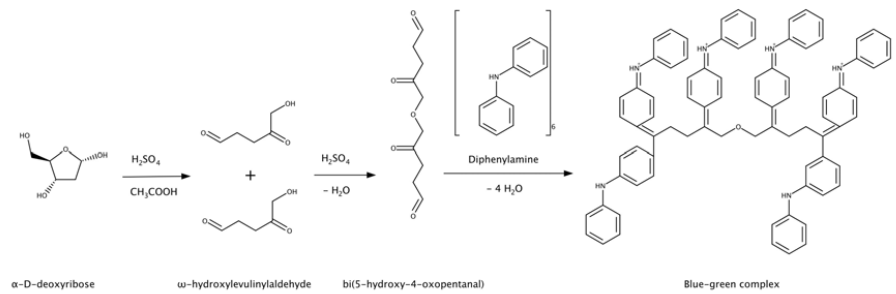 HO
O
OH
HO
α-D-deoxyribose
H₂SO₄
CH₃COOH
OH
O
O
+
OH
O
O
ω-hydroxylevulinylaldehyde
H₂SO₄
– H₂O
O
O
O
O
O
bi(5-hydroxy-4-oxopentanal)
HN
6
Diphenylamine
– 4 H₂O
HN⁺
HN⁺
HN⁺
HN⁺
O
HN
HN
Blue-green complex